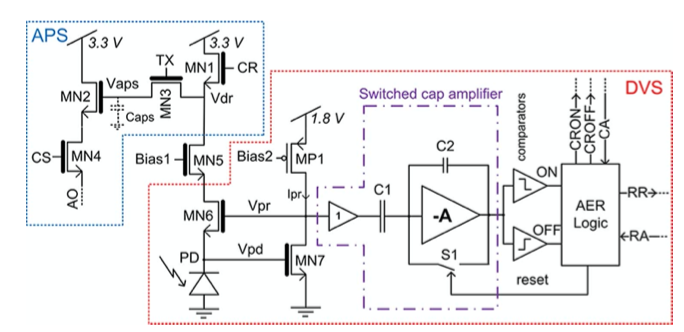 APS
3.3 V
3.3 V
DVS
TX
MN1
CR
Vaps
MN2
MN3
Vdr
Caps
Switched cap amplifier
1.8 V
comparators
CRON
CROFF
CA
CS
MN4
Bias1
MN5
Bias2
MP1
C2
C1
ON
AO
Ipr
MN6
Vpr
1
-A
AER
Logic
RR
RA
OFF
PD
Vpd
MN7
S1
reset